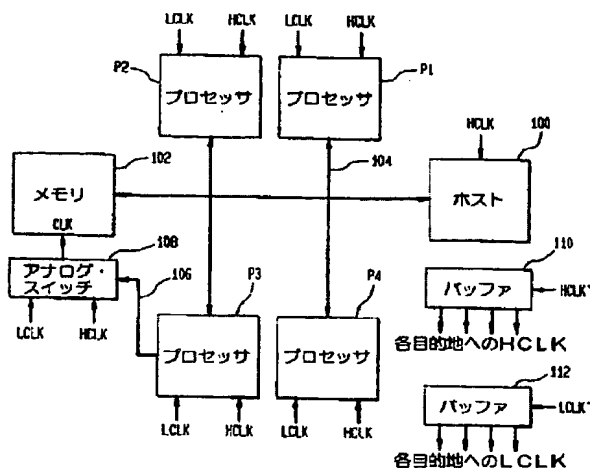 LCLK HCLK LCLK HCLK
P2 P1
プロセッサ プロセッサ
HCLK 100
102 104
メモリ ホスト
CLK
108
アナログ・
スイッチ
106
110
バッファ HCLK'
P3 P4
LCLK HCLK
プロセッサ プロセッサ
各目的地へのHCLK
112
バッファ LCLK'
LCLK HCLK LCLK HCLK
各目的地へのLCLK